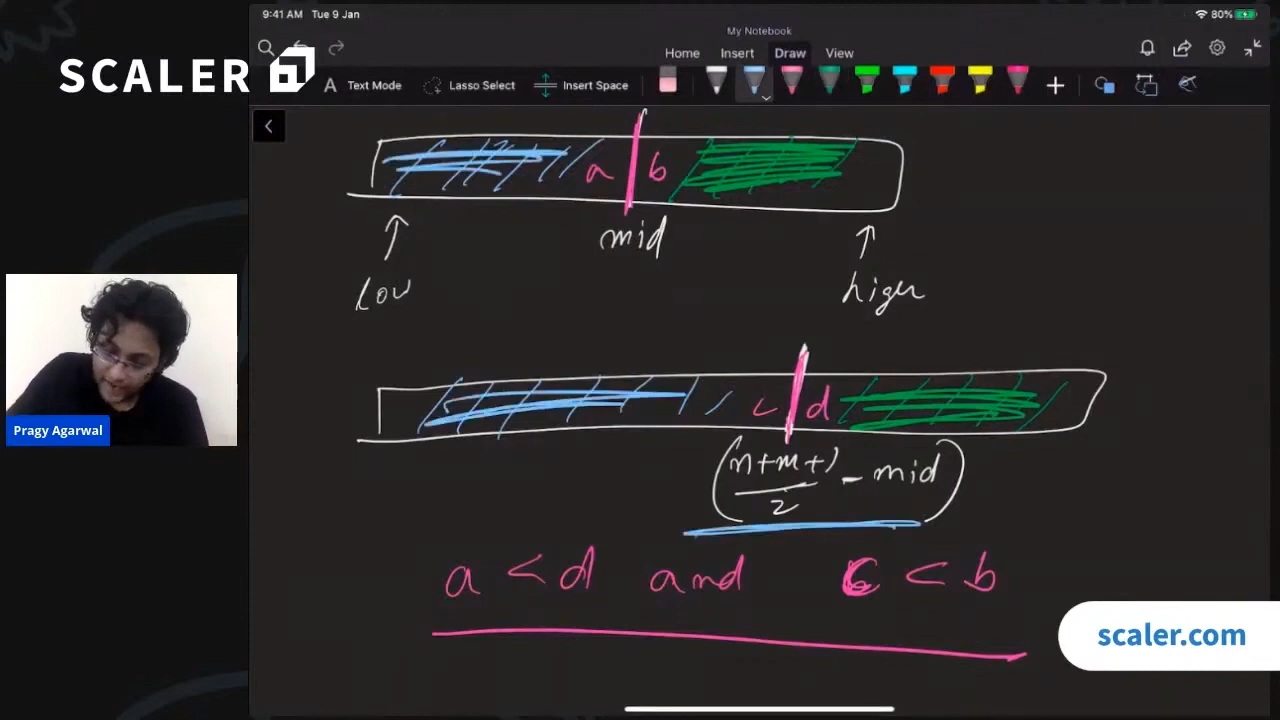 9:41 AM Tue 9 Jan
80%
My Notebook
Home Insert Draw View
SCALER
A Text Mode Lasso Select Insert Space
a b
mid
low
higer
c d
(n+m+1)/2 - mid
a < d and c < b
Pragy Agarwal
scaler.com